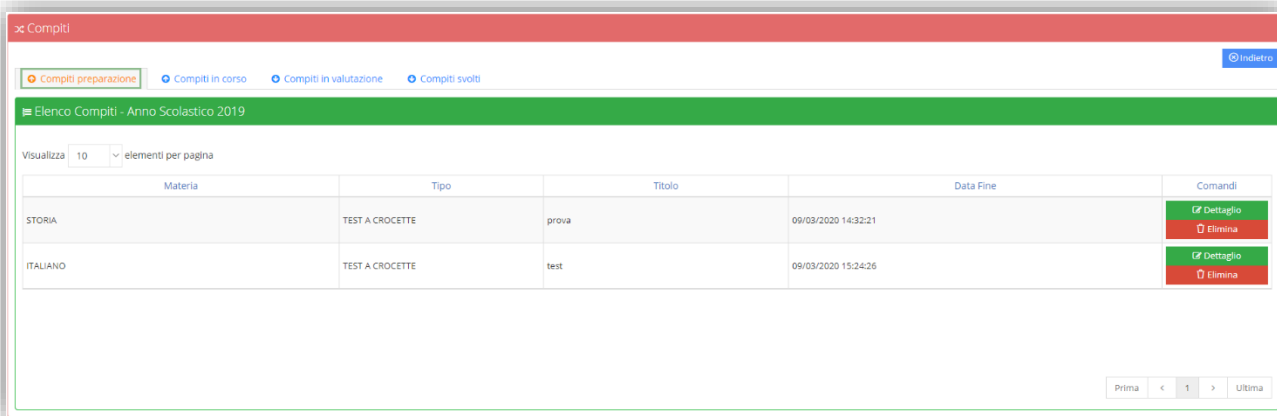 Compiti
Indietro
Compiti preparazione Compiti in corso Compiti in valutazione Compiti svolti
Elenco Compiti - Anno Scolastico 2019
Visualizza 10 elementi per pagina
Materia Tipo Titolo Data Fine Comandi
STORIA TEST A CROCETTE prova 09/03/2020 14:32:21 Dettaglio
Elimina
ITALIANO TEST A CROCETTE test 09/03/2020 15:24:26 Dettaglio
Elimina
Prima < 1 > Ultima